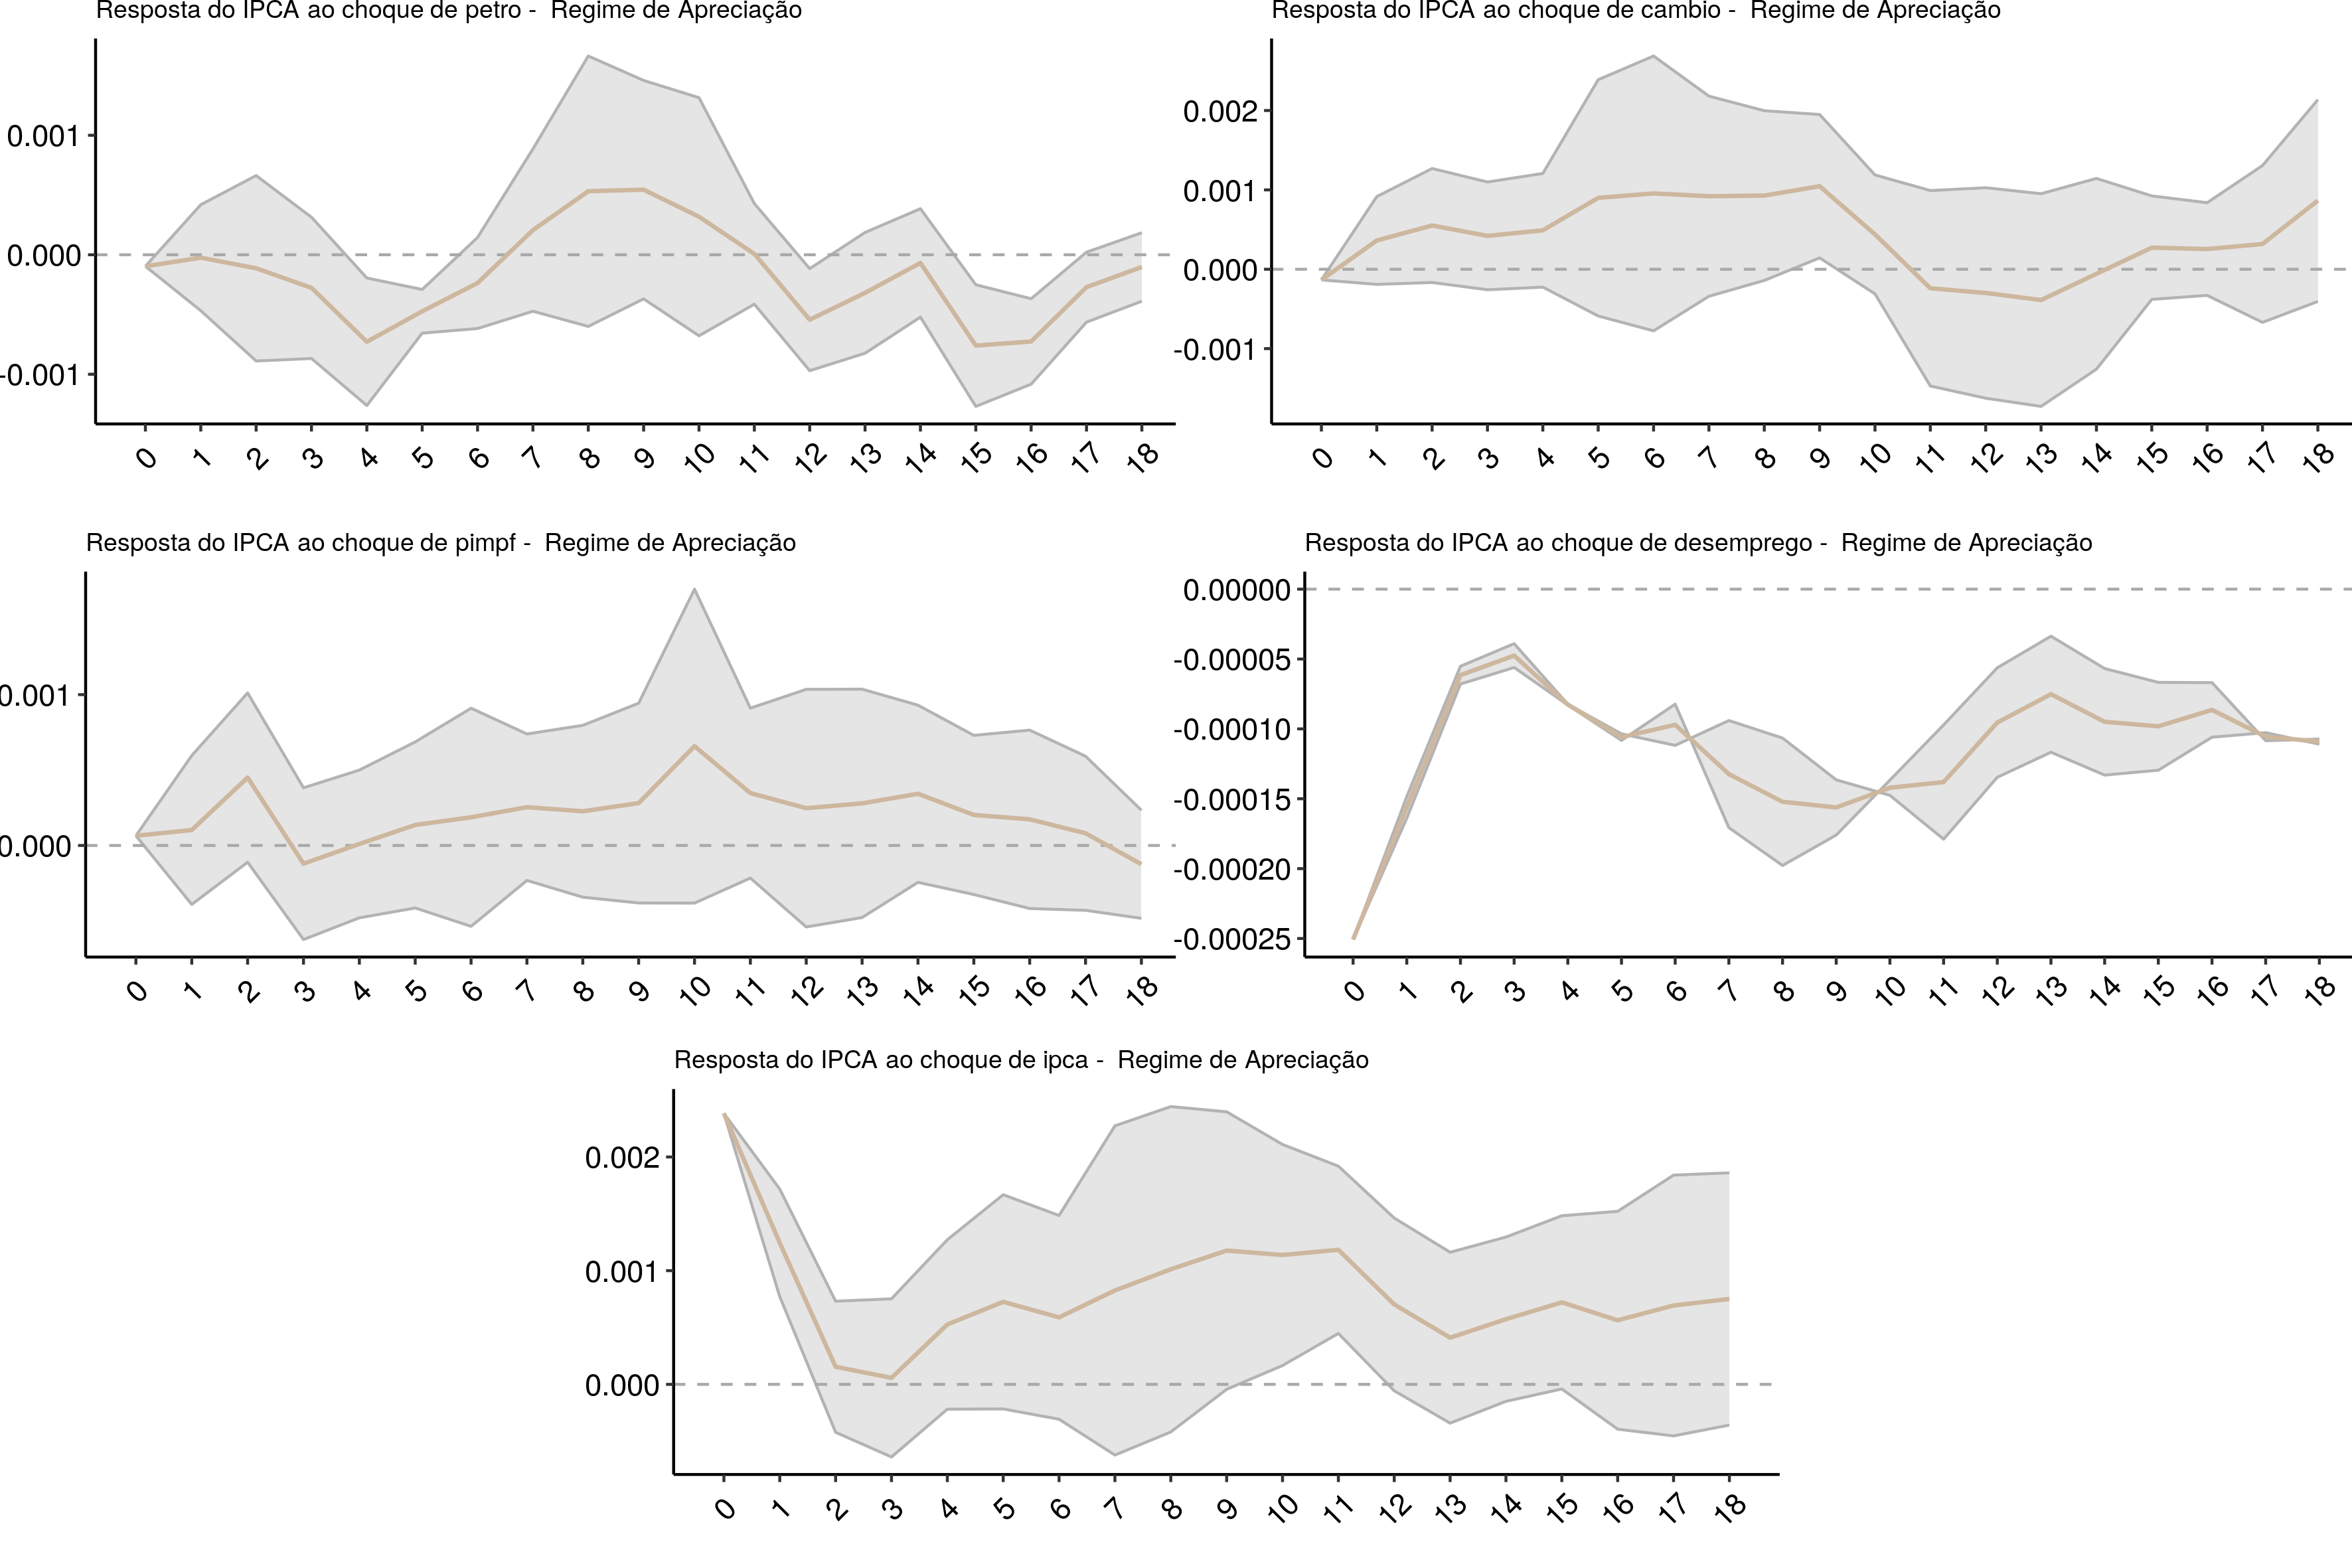 Resposta do IPCA ao choque de petro - Regime de Apreciação
0.001
0.000
-0.001
0 1 2 3 4 5 6 7 8 9 10 11 12 13 14 15 16 17 18
Resposta do IPCA ao choque de cambio - Regime de Apreciação
0.002
0.001
0.000
-0.001
0 1 2 3 4 5 6 7 8 9 10 11 12 13 14 15 16 17 18
Resposta do IPCA ao choque de pimpf - Regime de Apreciação
0.001
0.000
0 1 2 3 4 5 6 7 8 9 10 11 12 13 14 15 16 17 18
Resposta do IPCA ao choque de desemprego - Regime de Apreciação
0.00000
-0.00005
-0.00010
-0.00015
-0.00020
-0.00025
0 1 2 3 4 5 6 7 8 9 10 11 12 13 14 15 16 17 18
Resposta do IPCA ao choque de ipca - Regime de Apreciação
0.002
0.001
0.000
0 1 2 3 4 5 6 7 8 9 10 11 12 13 14 15 16 17 18